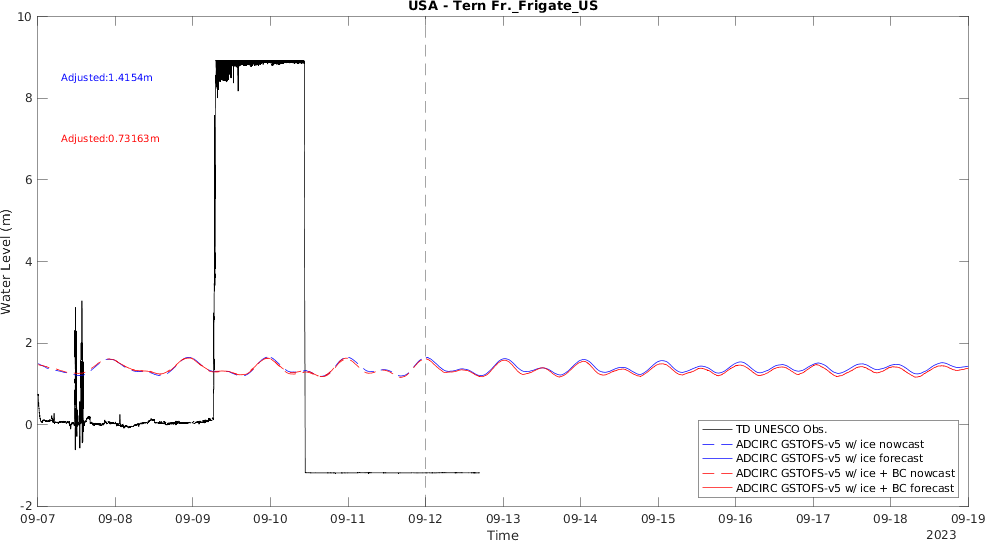 USA - Tern Fr._Frigate_US
10
8
6
4
2
0
-2
Water Level (m)
Adjusted:1.4154m
Adjusted:0.73163m
TD UNESCO Obs.
ADCIRC GSTOFS-v5 w/ ice nowcast
ADCIRC GSTOFS-v5 w/ ice forecast
ADCIRC GSTOFS-v5 w/ ice + BC nowcast
ADCIRC GSTOFS-v5 w/ ice + BC forecast
09-07 09-08 09-09 09-10 09-11 09-12 09-13 09-14 09-15 09-16 09-17 09-18 09-19
Time
2023